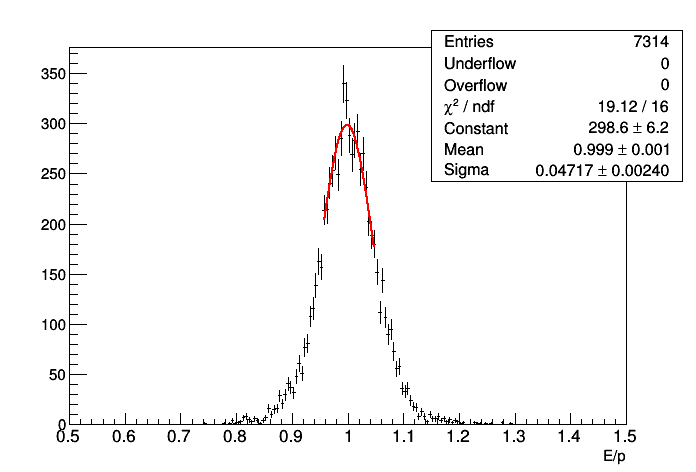 Entries 7314
Underflow 0
Overflow 0
χ² / ndf 19.12 / 16
Constant 298.6 ± 6.2
Mean 0.999 ± 0.001
Sigma 0.04717 ± 0.00240
350
300
250
200
150
100
50
0
0.5 0.6 0.7 0.8 0.9 1 1.1 1.2 1.3 1.4 1.5
E/p